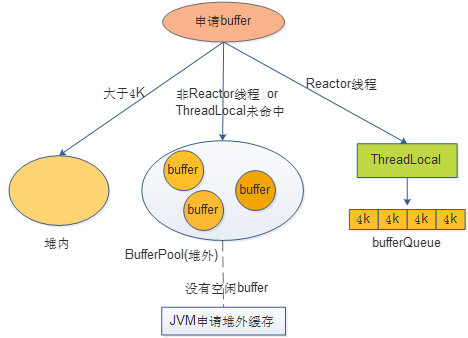 申请buffer
大于4K
非Reactor线程 or
ThreadLocal未命中
Reactor线程
ThreadLocal
buffer
buffer
buffer
4k 4k 4k 4k
堆内
bufferQueue
BufferPool(堆外)
没有空闲buffer
JVM申请堆外缓存